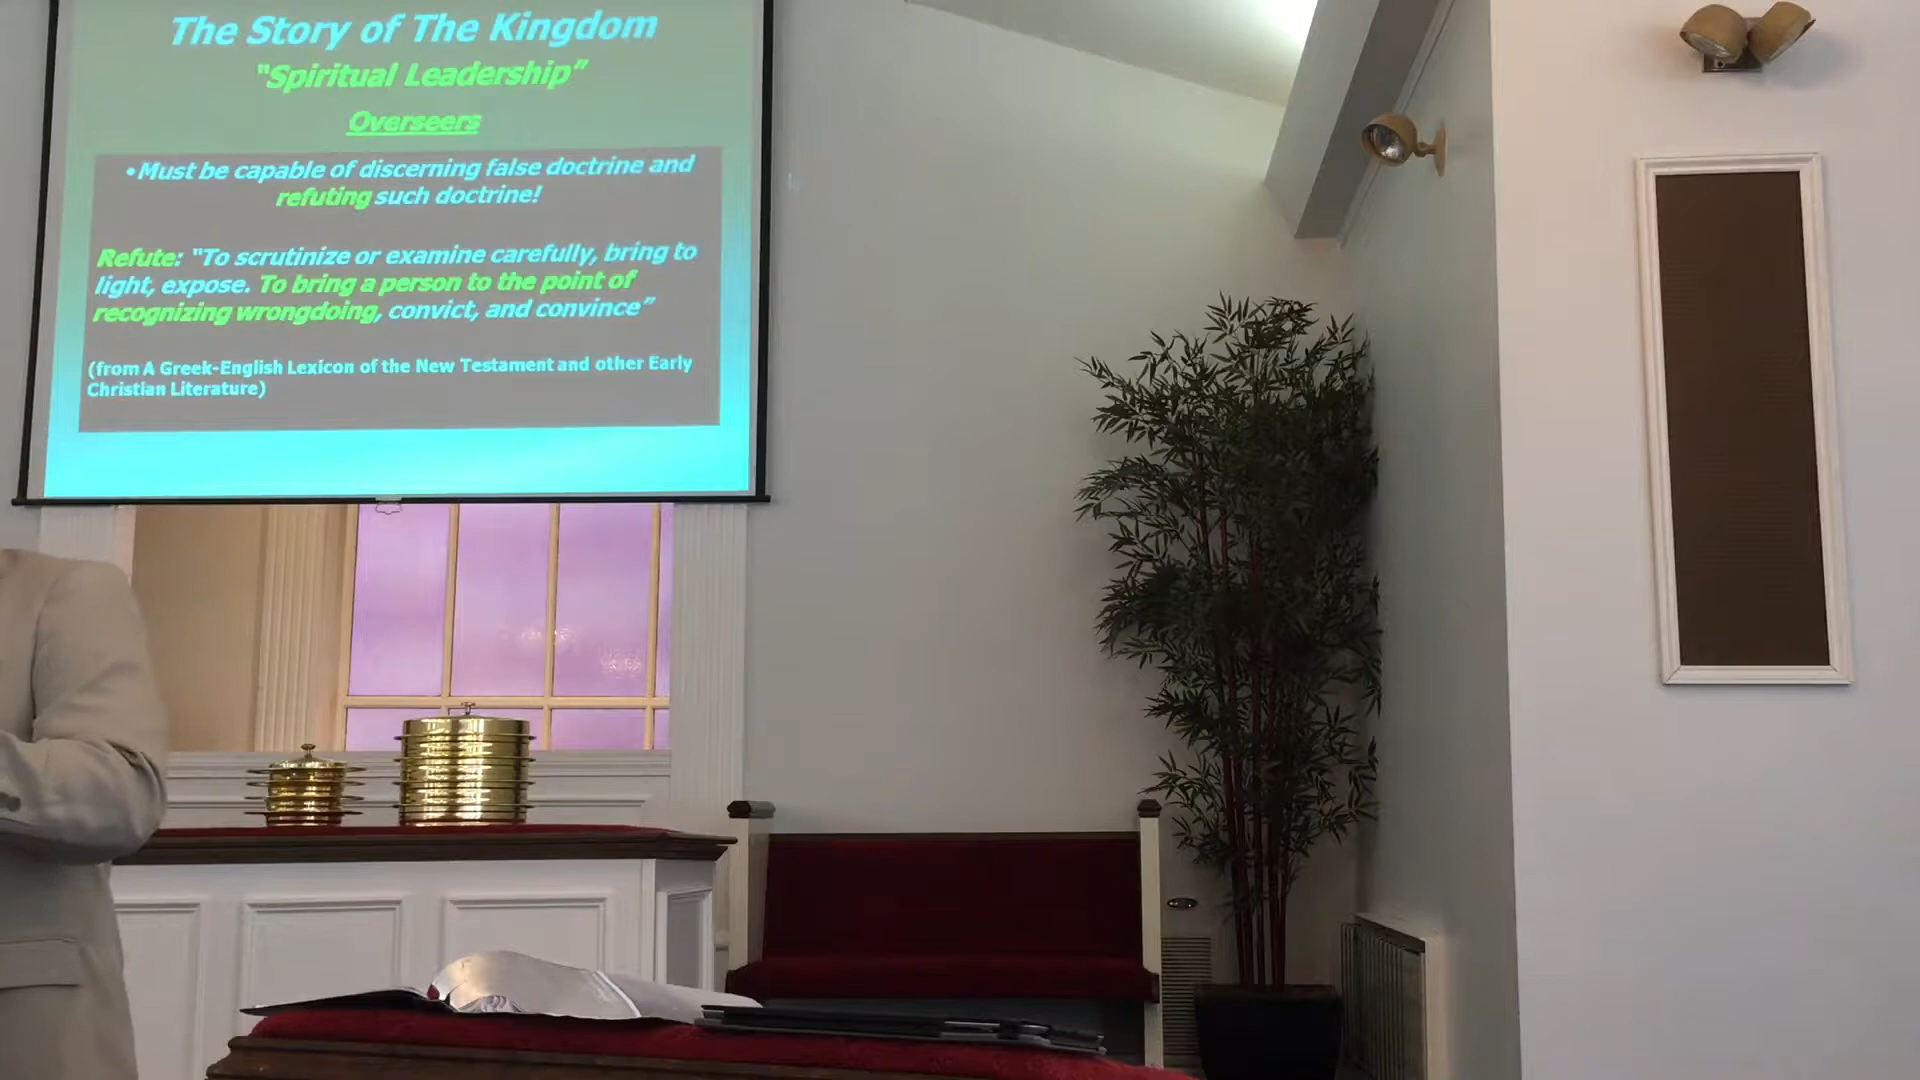 The Story of The Kingdom
“Spiritual Leadership”
Overseers
•Must be capable of discerning false doctrine and
refuting such doctrine!
Refute: “To scrutinize or examine carefully, bring to
light, expose. To bring a person to the point of
recognizing wrongdoing, convict, and convince”
(from A Greek-English Lexicon of the New Testament and other Early
Christian Literature)